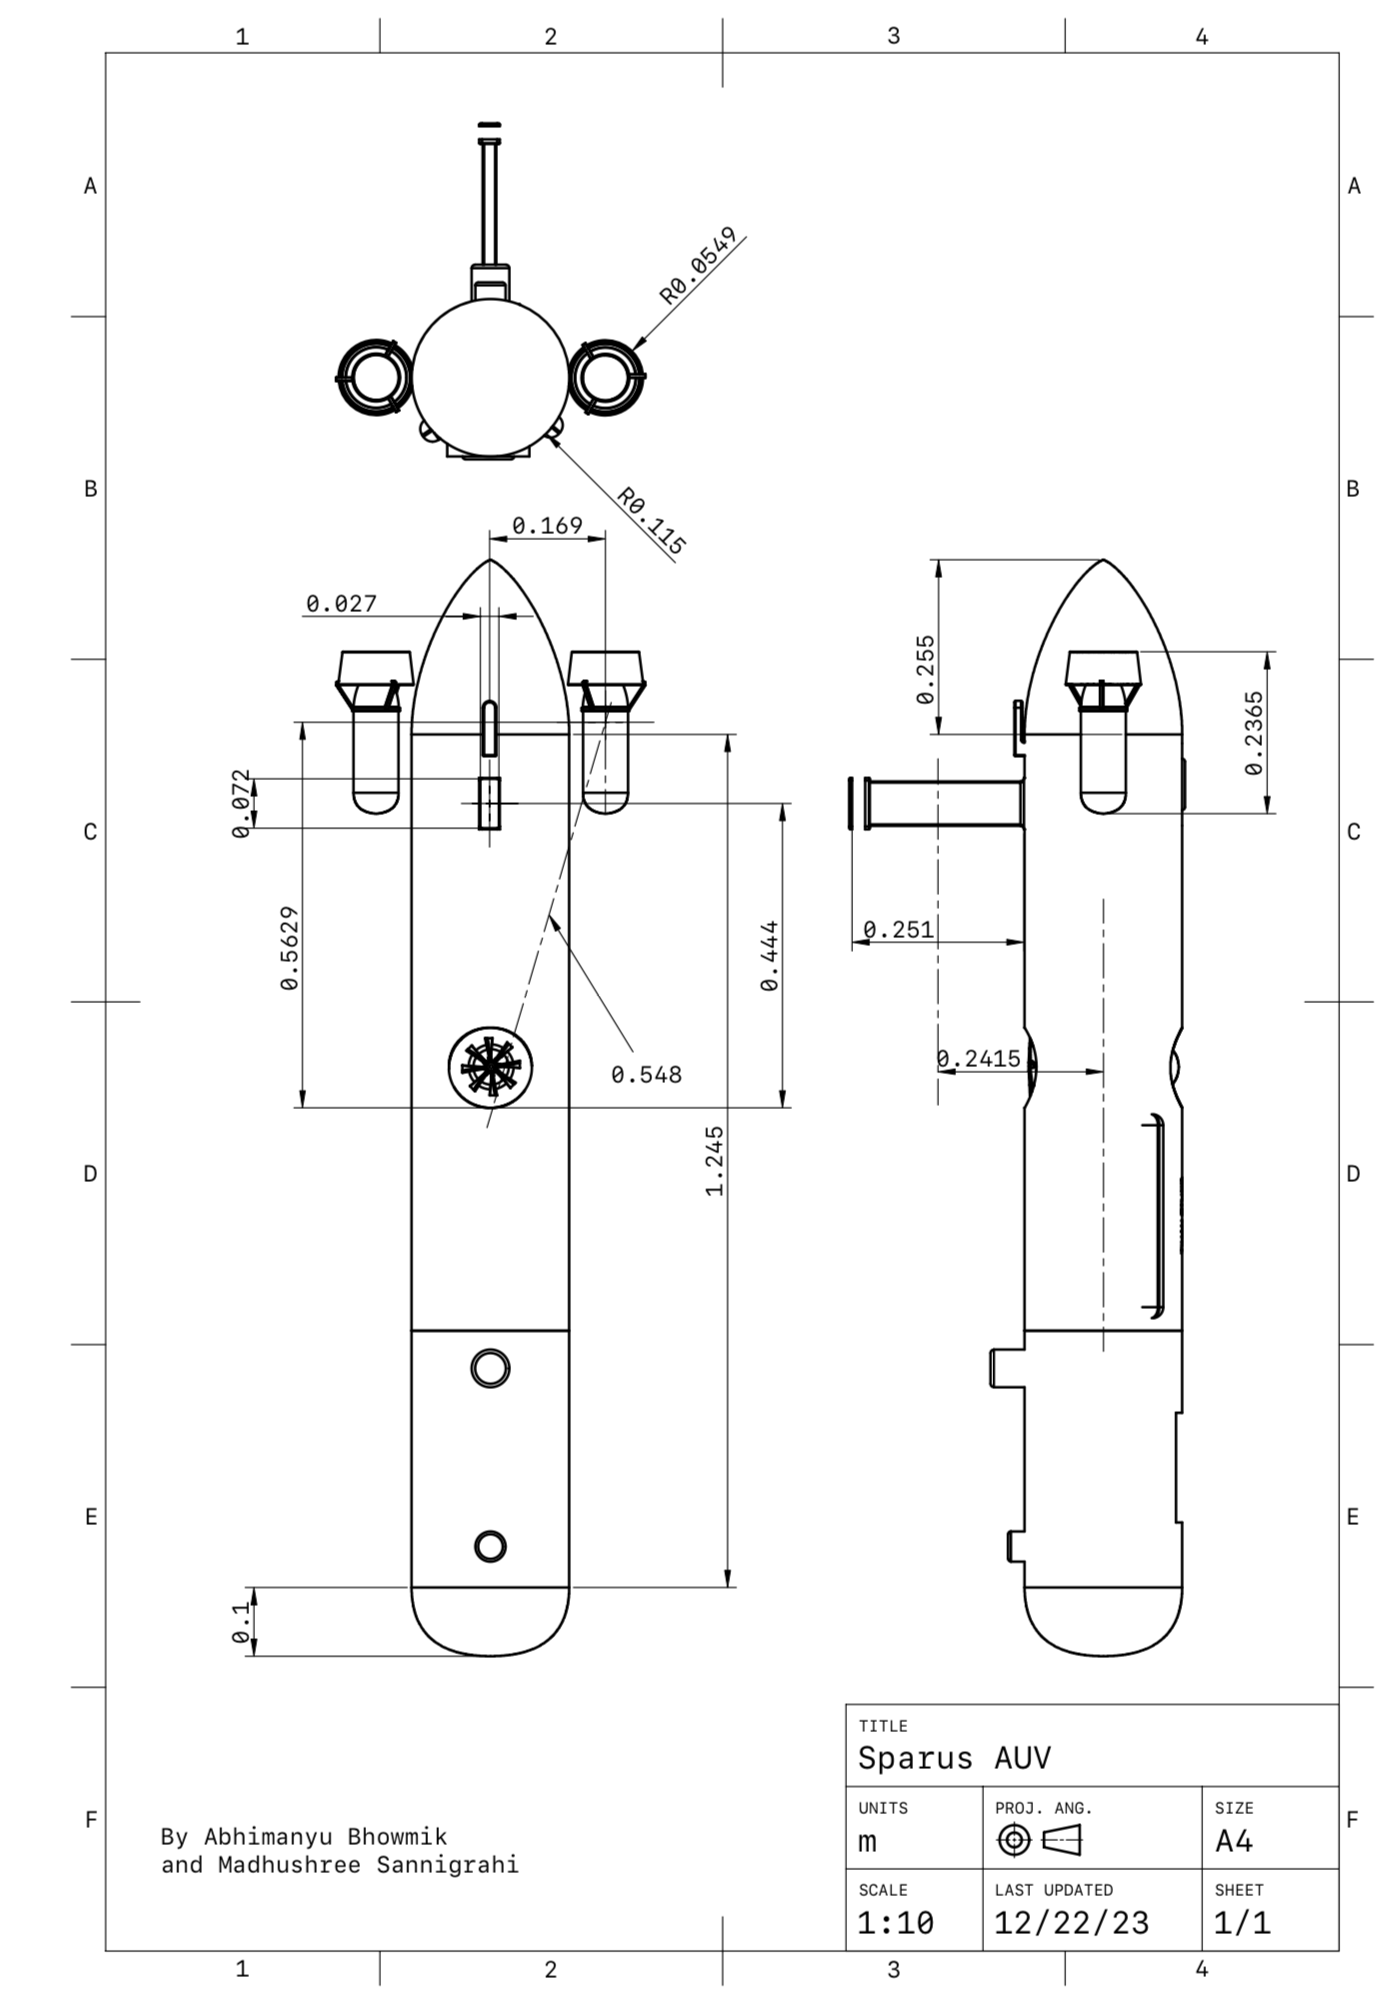 1 2 3 4
A A
R0.0549
B B
R0.115
0.169
0.027
0.255
0.2365
0.072
C C
0.5629
0.444
0.251
0.2415
0.548
1.245
D D
E E
0.1
TITLE
Sparus AUV
UNITS PROJ. ANG. SIZE
m A4
F F
By Abhimanyu Bhowmik
and Madhushree Sannigrahi
SCALE LAST UPDATED SHEET
1:10 12/22/23 1/1
1 2 3 4